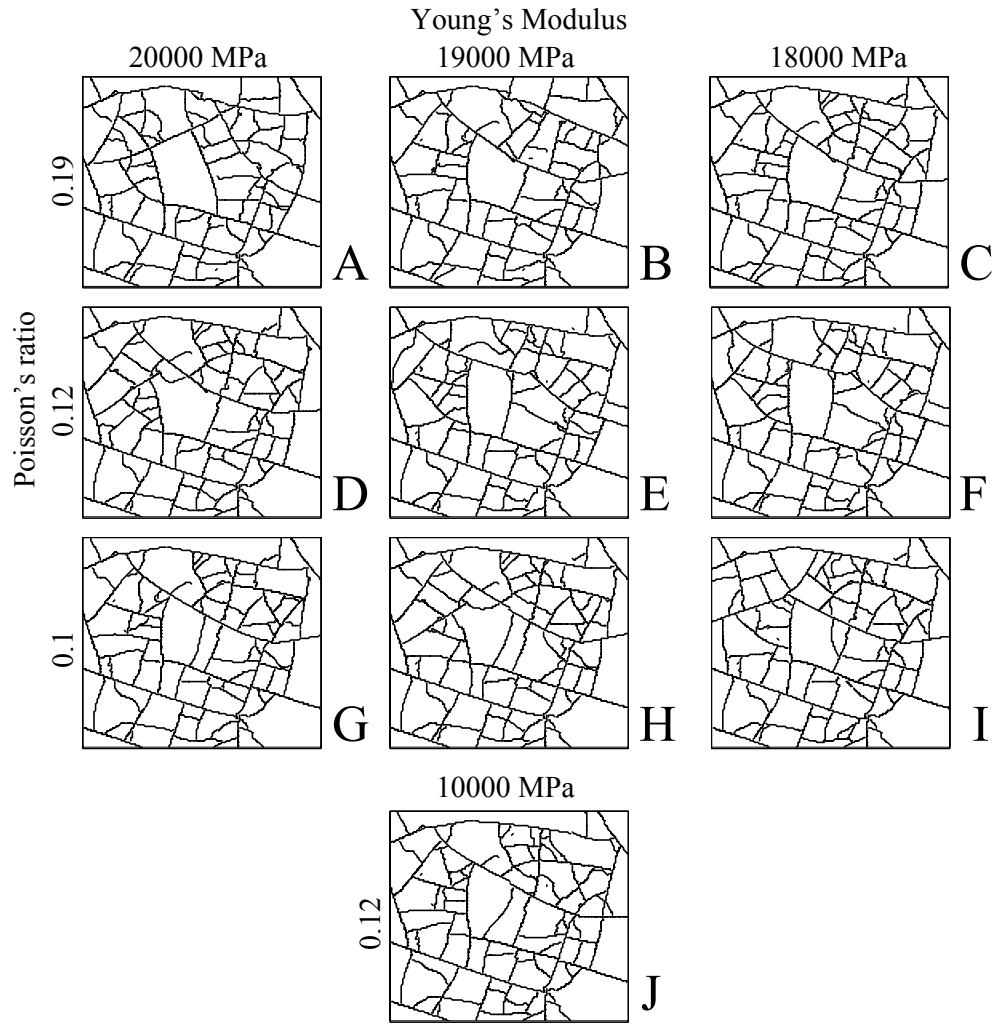 Young’s Modulus
20000 MPa 19000 MPa 18000 MPa
Poisson’s ratio
0.19
A B C
0.12
D E F
0.1
G H I
10000 MPa
0.12
J